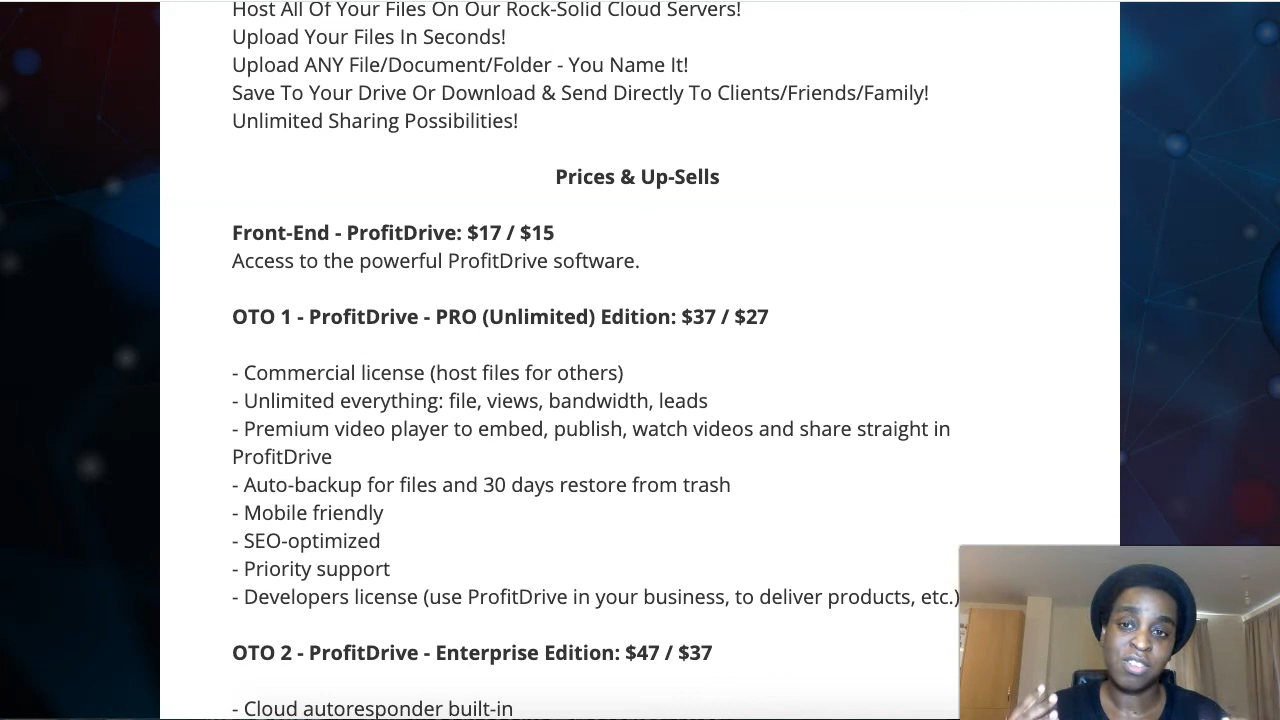 Host All Of Your Files On Our Rock-Solid Cloud Servers!
Upload Your Files In Seconds!
Upload ANY File/Document/Folder - You Name It!
Save To Your Drive Or Download & Send Directly To Clients/Friends/Family!
Unlimited Sharing Possibilities!
Prices & Up-Sells
Front-End - ProfitDrive: $17 / $15
Access to the powerful ProfitDrive software.
OTO 1 - ProfitDrive - PRO (Unlimited) Edition: $37 / $27
- Commercial license (host files for others)
- Unlimited everything: file, views, bandwidth, leads
- Premium video player to embed, publish, watch videos and share straight in
ProfitDrive
- Auto-backup for files and 30 days restore from trash
- Mobile friendly
- SEO-optimized
- Priority support
- Developers license (use ProfitDrive in your business, to deliver products, etc.)
OTO 2 - ProfitDrive - Enterprise Edition: $47 / $37
- Cloud autoresponder built-in